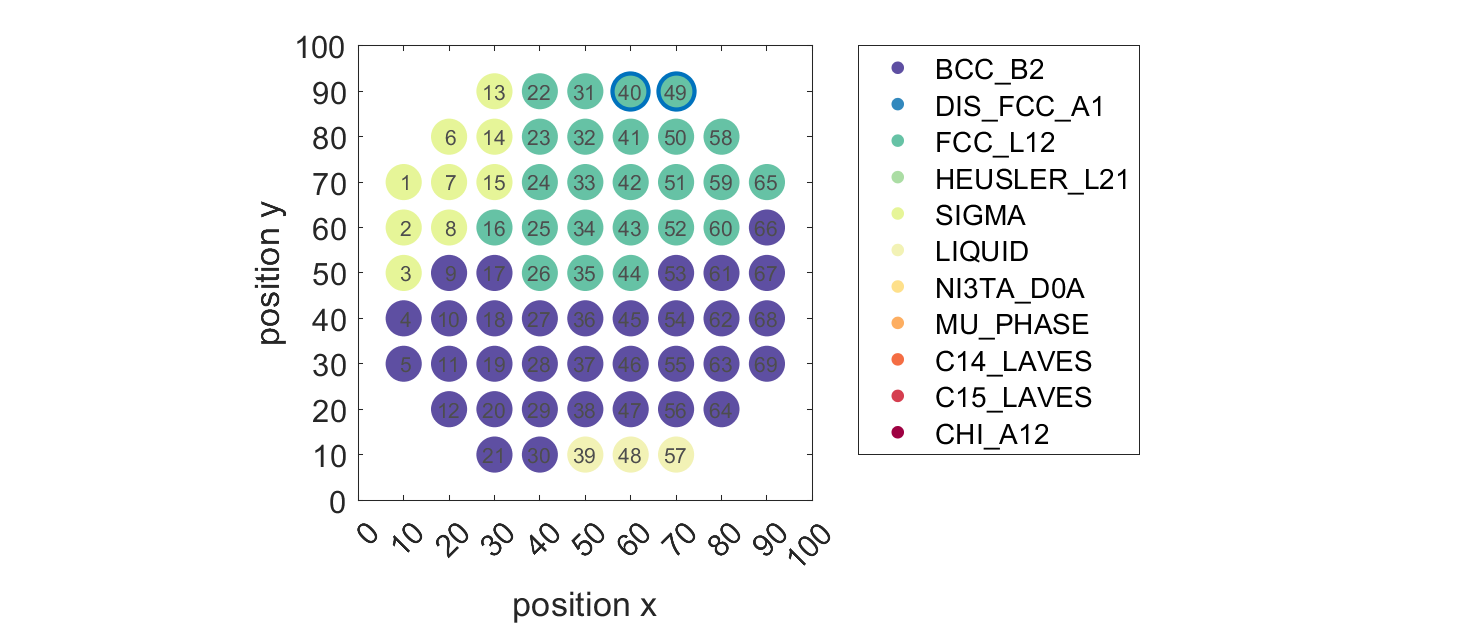 100
90
80
70
60
50
40
30
20
10
0
position y
13 22 31 40 49
6 14 23 32 41 50 58
1 7 15 24 33 42 51 59 65
2 8 16 25 34 43 52 60 66
3 9 17 26 35 44 53 61 67
4 10 18 27 36 45 54 62 68
5 11 19 28 37 46 55 63 69
12 20 29 38 47 56 64
21 30 39 48 57
0 10 20 30 40 50 60 70 80 90 100
position x
BCC_B2
DIS_FCC_A1
FCC_L12
HEUSLER_L21
SIGMA
LIQUID
NI3TA_D0A
MU_PHASE
C14_LAVES
C15_LAVES
CHI_A12